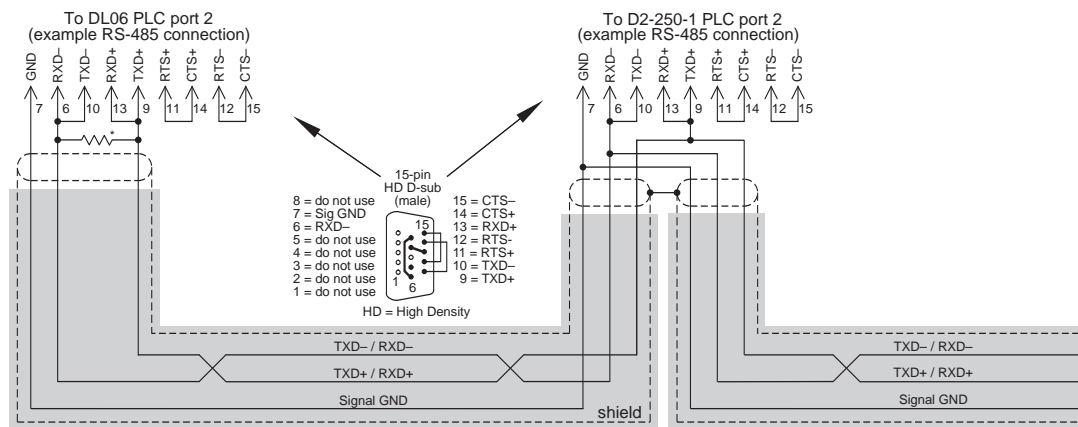 To DL06 PLC port 2
(example RS-485 connection)
GND RXD– TXD– RXD+ TXD+ RTS+ CTS+ RTS– CTS–
7 6 10 13 9 11 14 12 15
*
To D2-250-1 PLC port 2
(example RS-485 connection)
GND RXD– TXD– RXD+ TXD+ RTS+ CTS+ RTS– CTS–
7 6 10 13 9 11 14 12 15
15-pin
HD D-sub
(male)
8 = do not use
7 = Sig GND
6 = RXD–
5 = do not use
4 = do not use
3 = do not use
2 = do not use
1 = do not use
15
1
6
15 = CTS–
14 = CTS+
13 = RXD+
12 = RTS-
11 = RTS+
10 = TXD–
9 = TXD+
HD = High Density
TXD– / RXD–
TXD+ / RXD+
Signal GND
shield
TXD– / RXD–
TXD+ / RXD+
Signal GND